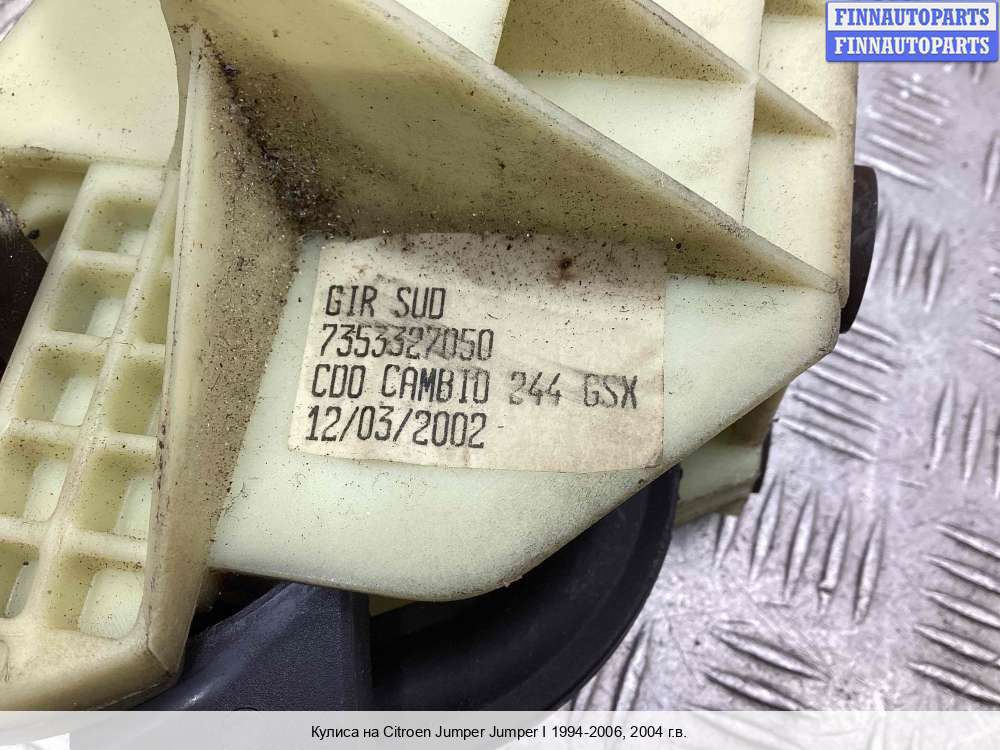 FINNAUTOPARTS
FINNAUTOPARTS
GIR SUD
7353327050
CDO CAMBIO 244 GSX
12/03/2002
Кулиса на Citroen Jumper Jumper I 1994-2006, 2004 г.в.